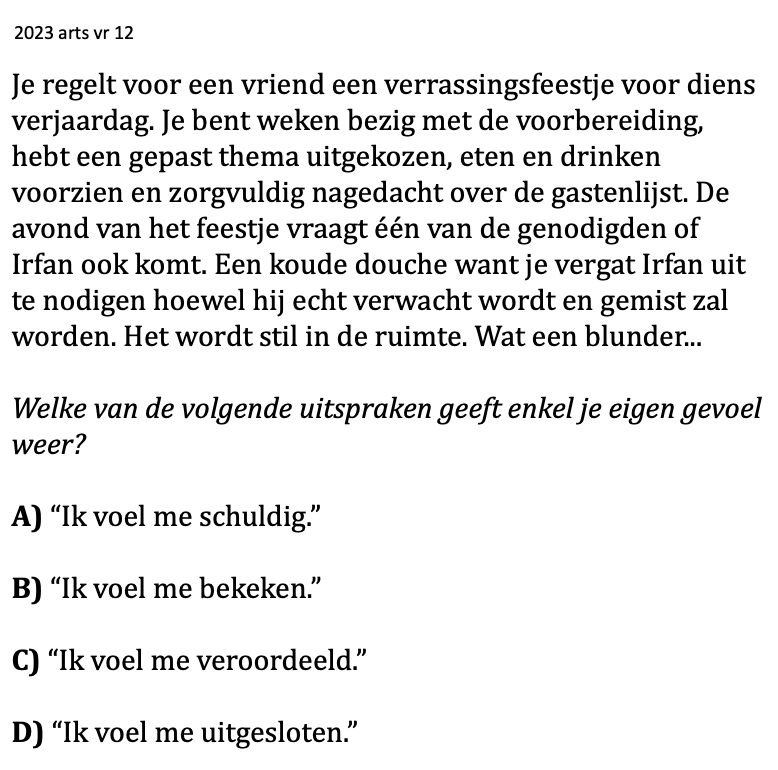 2023 arts vr 12
Je regelt voor een vriend een verrassingsfeestje voor diens
verjaardag. Je bent weken bezig met de voorbereiding,
hebt een gepast thema uitgekozen, eten en drinken
voorzien en zorgvuldig nagedacht over de gastenlijst. De
avond van het feestje vraagt één van de genodigden of
Irfan ook komt. Een koude douche want je vergat Irfan uit
te nodigen hoewel hij echt verwacht wordt en gemist zal
worden. Het wordt stil in de ruimte. Wat een blunder...
Welke van de volgende uitspraken geeft enkel je eigen gevoel
weer?
A) “Ik voel me schuldig.”
B) “Ik voel me bekeken.”
C) “Ik voel me veroordeeld.”
D) “Ik voel me uitgesloten.”